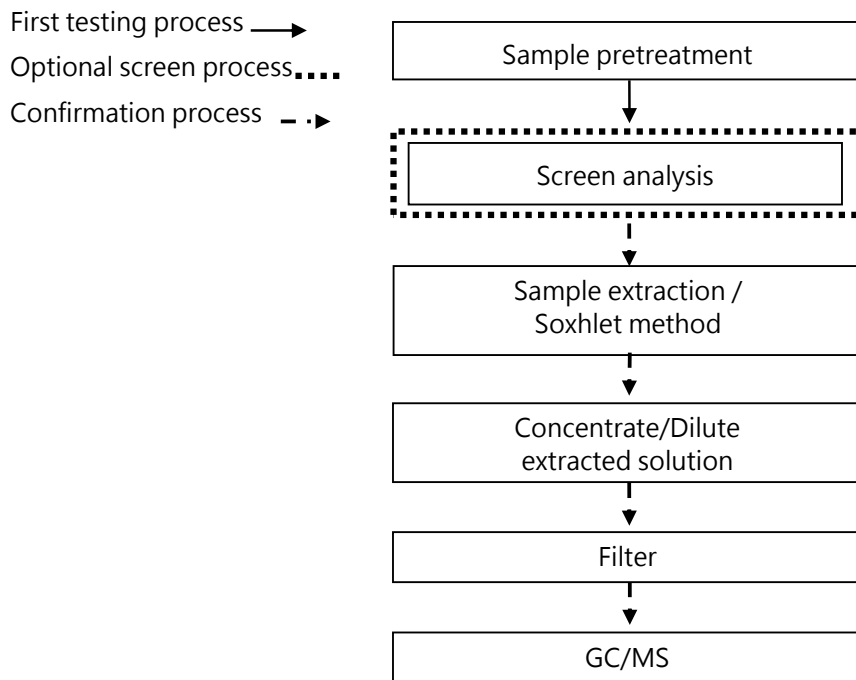 First testing process
Optional screen process
Confirmation process
Sample pretreatment
Screen analysis
Sample extraction /
Soxhlet method
Concentrate/Dilute
extracted solution
Filter
GC/MS